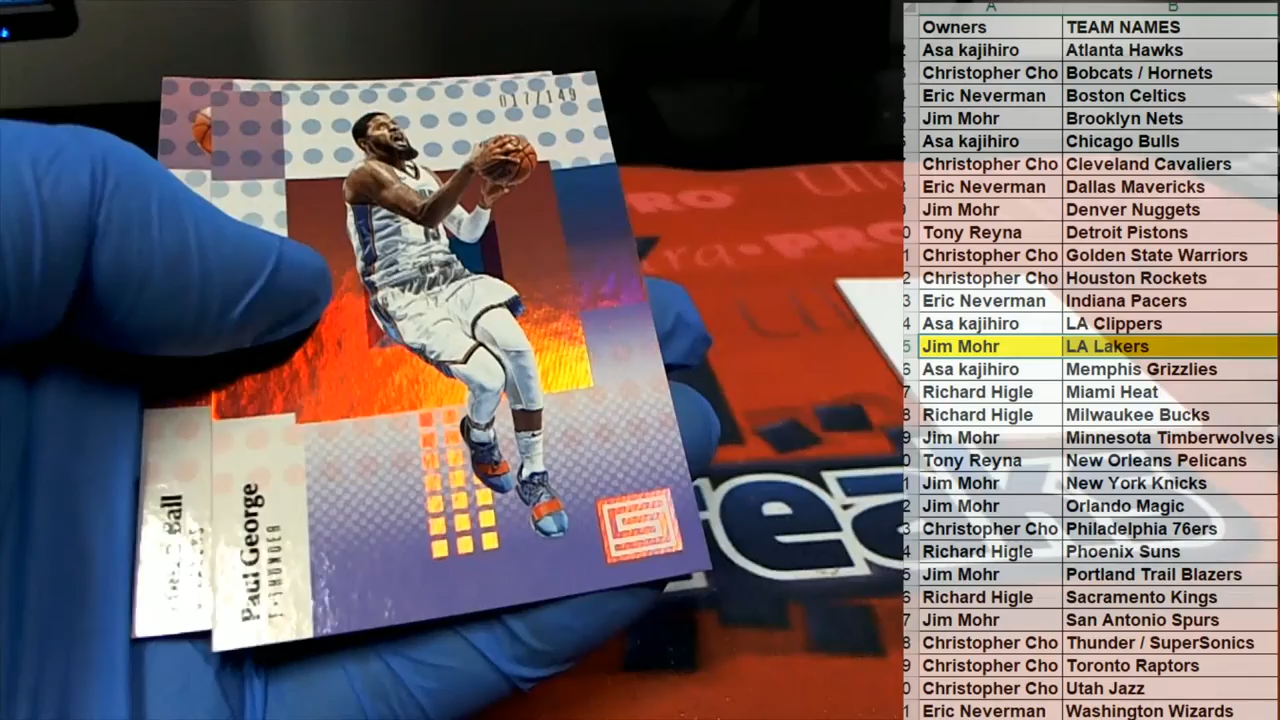 017/149
Ball
Paul George
THUNDER
PRO
Ultra
Ultra PRO
reak
A B
Owners TEAM NAMES
Asa kajihiro Atlanta Hawks
Christopher Cho Bobcats / Hornets
Eric Neverman Boston Celtics
Jim Mohr Brooklyn Nets
Asa kajihiro Chicago Bulls
Christopher Cho Cleveland Cavaliers
Eric Neverman Dallas Mavericks
Jim Mohr Denver Nuggets
Tony Reyna Detroit Pistons
Christopher Cho Golden State Warriors
Christopher Cho Houston Rockets
Eric Neverman Indiana Pacers
Asa kajihiro LA Clippers
Jim Mohr LA Lakers
Asa kajihiro Memphis Grizzlies
Richard Higle Miami Heat
Richard Higle Milwaukee Bucks
Jim Mohr Minnesota Timberwolves
Tony Reyna New Orleans Pelicans
Jim Mohr New York Knicks
Jim Mohr Orlando Magic
Christopher Cho Philadelphia 76ers
Richard Higle Phoenix Suns
Jim Mohr Portland Trail Blazers
Richard Higle Sacramento Kings
Jim Mohr San Antonio Spurs
Christopher Cho Thunder / SuperSonics
Christopher Cho Toronto Raptors
Christopher Cho Utah Jazz
Eric Neverman Washington Wizards